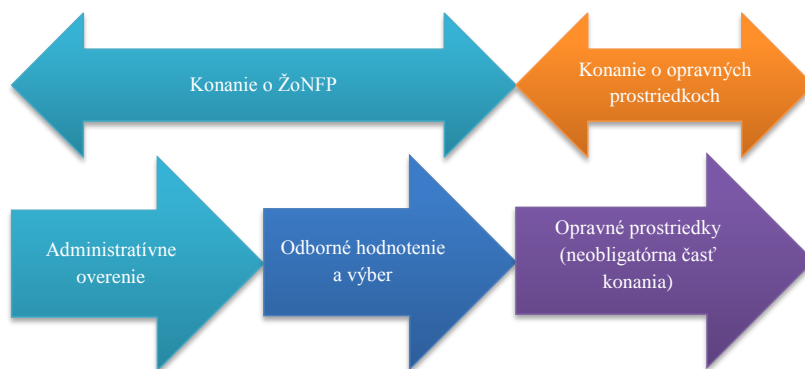 Konanie o ŽoNFP
Konanie o opravných
prostriedkoch
Administratívne
overenie
Odborné hodnotenie
a výber
Opravné prostriedky
(neobligatórna časť
konania)